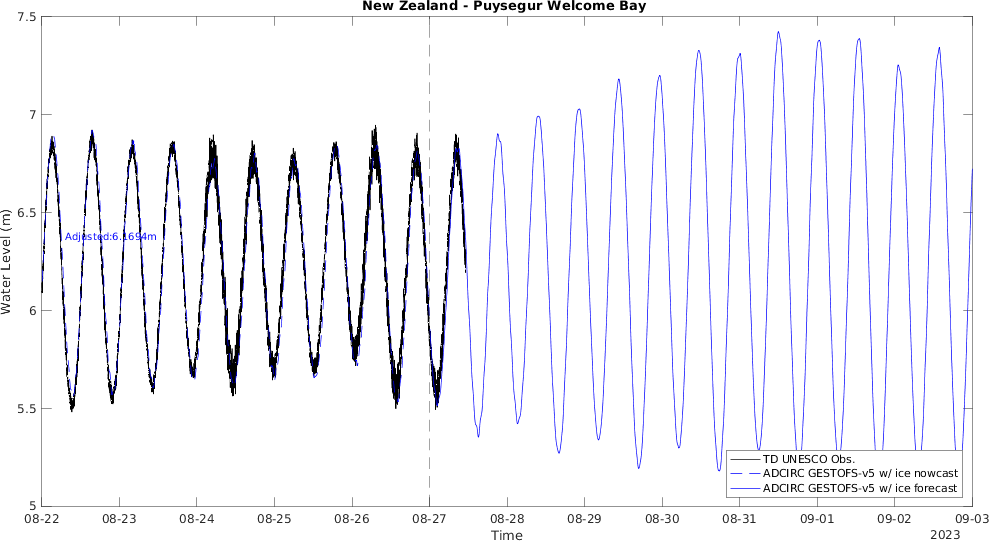 New Zealand - Puysegur Welcome Bay
7.5
7
6.5
6
5.5
5
Water Level (m)
Adjusted:6.1694m
TD UNESCO Obs.
ADCIRC GESTOFS-v5 w/ ice nowcast
ADCIRC GESTOFS-v5 w/ ice forecast
08-22 08-23 08-24 08-25 08-26 08-27 08-28 08-29 08-30 08-31 09-01 09-02 09-03
Time
2023